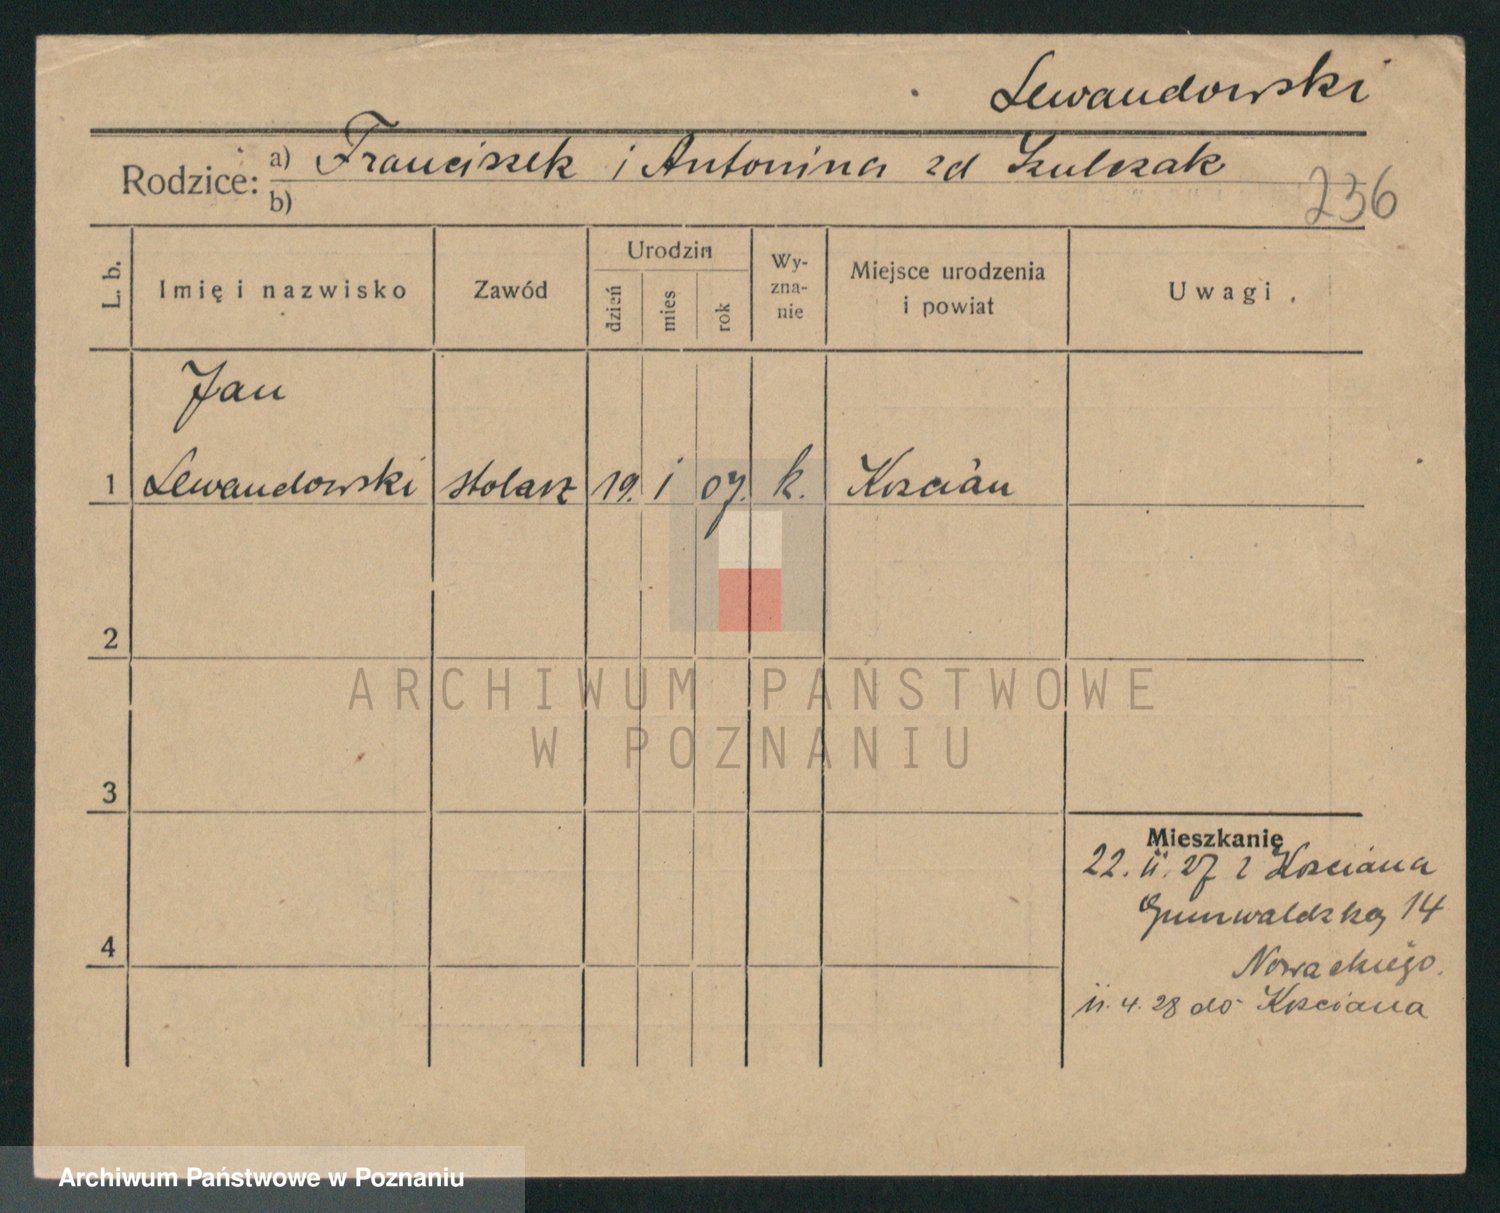 Lewandowski
Rodzice: a) Franciszek i Antonina zd Szulczak
b)
236
L. b.
Imię i nazwisko
Zawód
Urodzin
dzień
mies
rok
Wy-
zna-
nie
Miejsce urodzenia
i powiat
Uwagi
Jan
1 Lewandowski stolarz 19. i 07. k. Kościan
2
ARCHIWUM PAŃSTWOWE
W POZNANIU
3
Mieszkanie
22. ii. 27 z Kościana
Grunwaldzka 14
4
Nowackiego.
ii. 4. 28 do Kościana
Archiwum Państwowe w Poznaniu